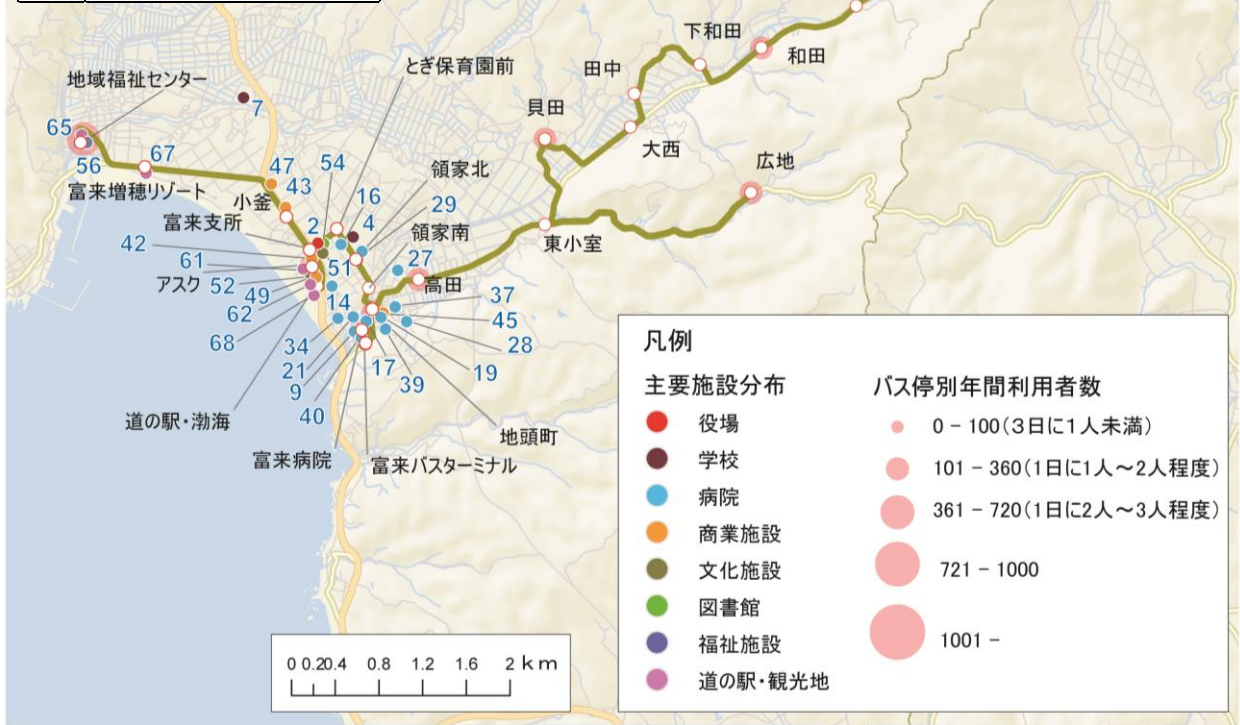 下和田
とぎ保育園前
和田
地域福祉センター
田中
7
貝田
65
大西
56
67
47
54
領家北
広地
富来増穂リゾート
43
16
小釜
29
富来支所
2
4
領家南
42
東小室
61
51
27
アスク
52
高田
49
14
37
62
45
68
34
28
21
17
39
19
9
40
道の駅・渤海
地頭町
富来病院
富来バスターミナル
凡例
主要施設分布
役場
学校
病院
商業施設
文化施設
図書館
福祉施設
道の駅・観光地
バス停別年間利用者数
0 - 100(3日に1人未満)
101 - 360(1日に1人~2人程度)
361 - 720(1日に2人~3人程度)
721 - 1000
1001 -
0 0.2 0.4 0.8 1.2 1.6 2 km